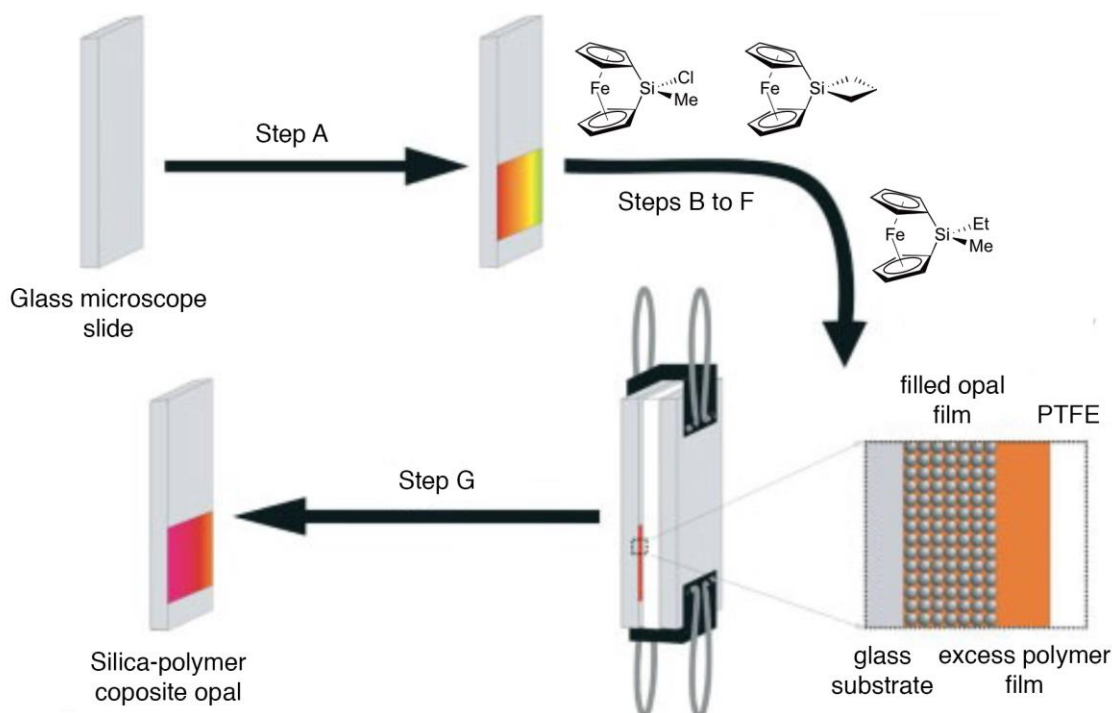 Fe
Si
Cl
Me
Fe
Si
Step A
Steps B to F
Fe
Si
Et
Me
Glass microscope
slide
filled opal
film
PTFE
Step G
Silica-polymer
coposite opal
glass
substrate
excess polymer
film